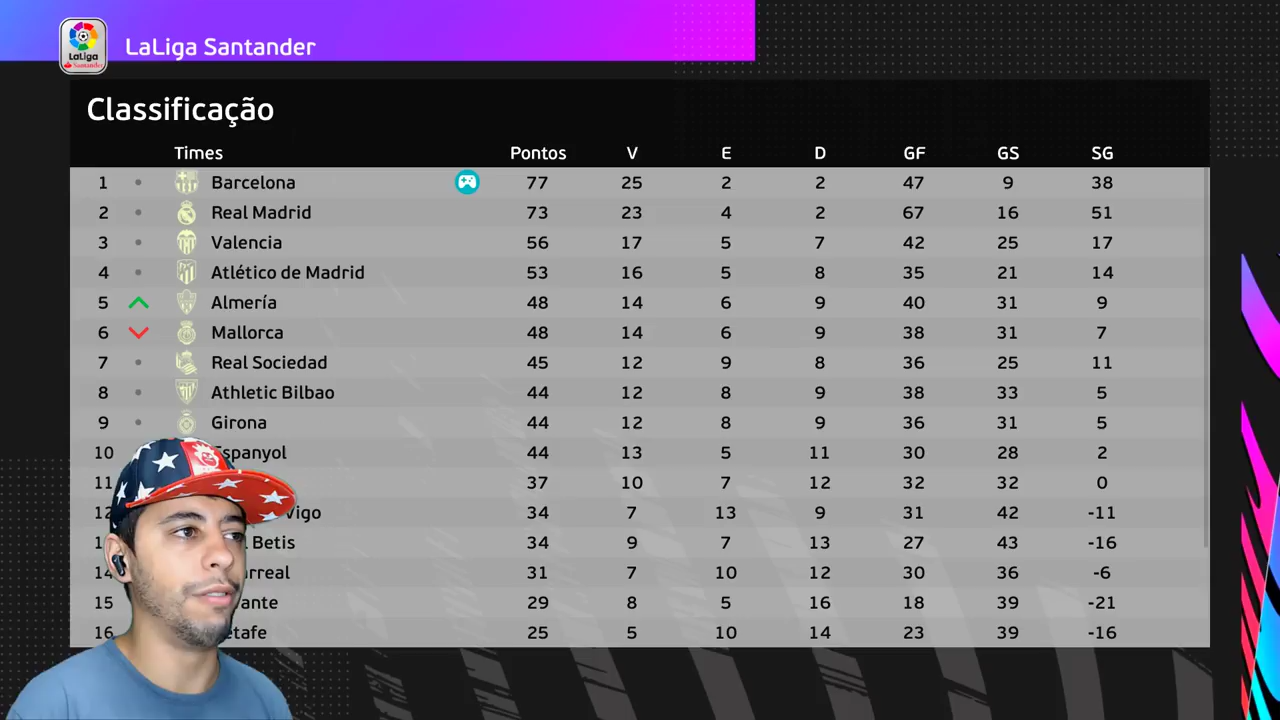 LaLiga Santander
LaLiga
Santander
Classificação
Times Pontos V E D GF GS SG
1 Barcelona 77 25 2 2 47 9 38
2 Real Madrid 73 23 4 2 67 16 51
3 Valencia 56 17 5 7 42 25 17
4 Atlético de Madrid 53 16 5 8 35 21 14
5 Almería 48 14 6 9 40 31 9
6 Mallorca 48 14 6 9 38 31 7
7 Real Sociedad 45 12 9 8 36 25 11
8 Athletic Bilbao 44 12 8 9 38 33 5
9 Girona 44 12 8 9 36 31 5
10 Espanyol 44 13 5 11 30 28 2
11 37 10 7 12 32 32 0
12 Vigo 34 7 13 9 31 42 -11
Betis 34 9 7 13 27 43 -16
14 31 7 10 12 30 36 -6
15 29 8 5 16 18 39 -21
16 25 5 10 14 23 39 -16